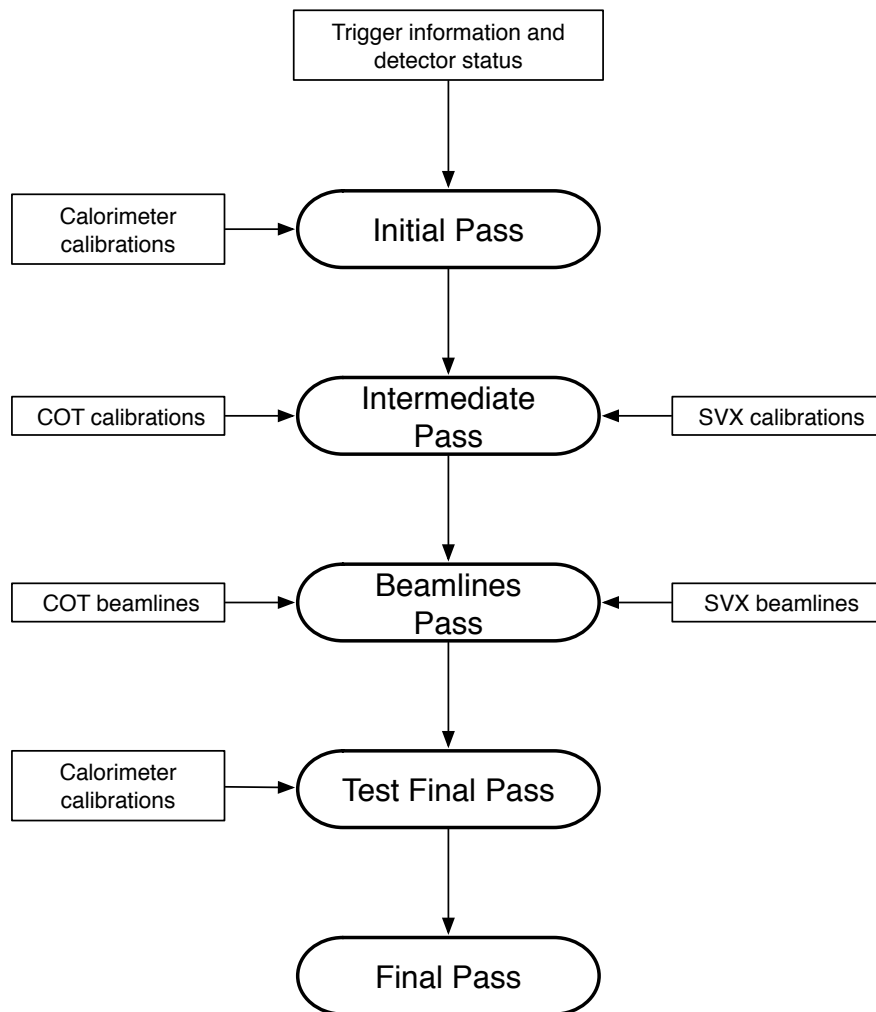 Trigger information and
detector status
Calorimeter
calibrations
Initial Pass
COT calibrations
Intermediate
Pass
SVX calibrations
COT beamlines
Beamlines
Pass
SVX beamlines
Calorimeter
calibrations
Test Final Pass
Final Pass